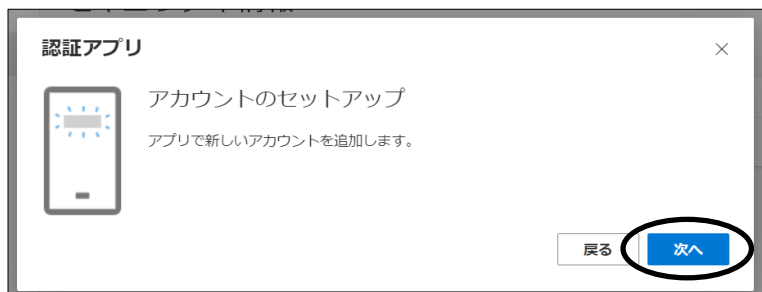 認証アプリ
アカウントのセットアップ
アプリで新しいアカウントを追加します。
戻る
次へ